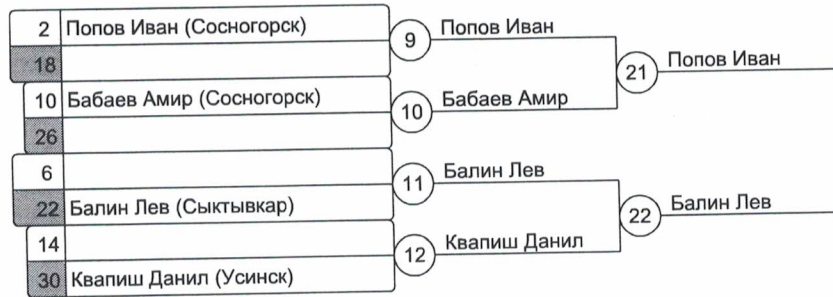 2 Попов Иван (Сосногорск)
18
10 Бабаев Амир (Сосногорск)
26
6
22 Балин Лев (Сыктывкар)
14
30 Квапиш Данил (Усинск)
9 Попов Иван
10 Бабаев Амир
11 Балин Лев
12 Квапиш Данил
21 Попов Иван
22 Балин Лев